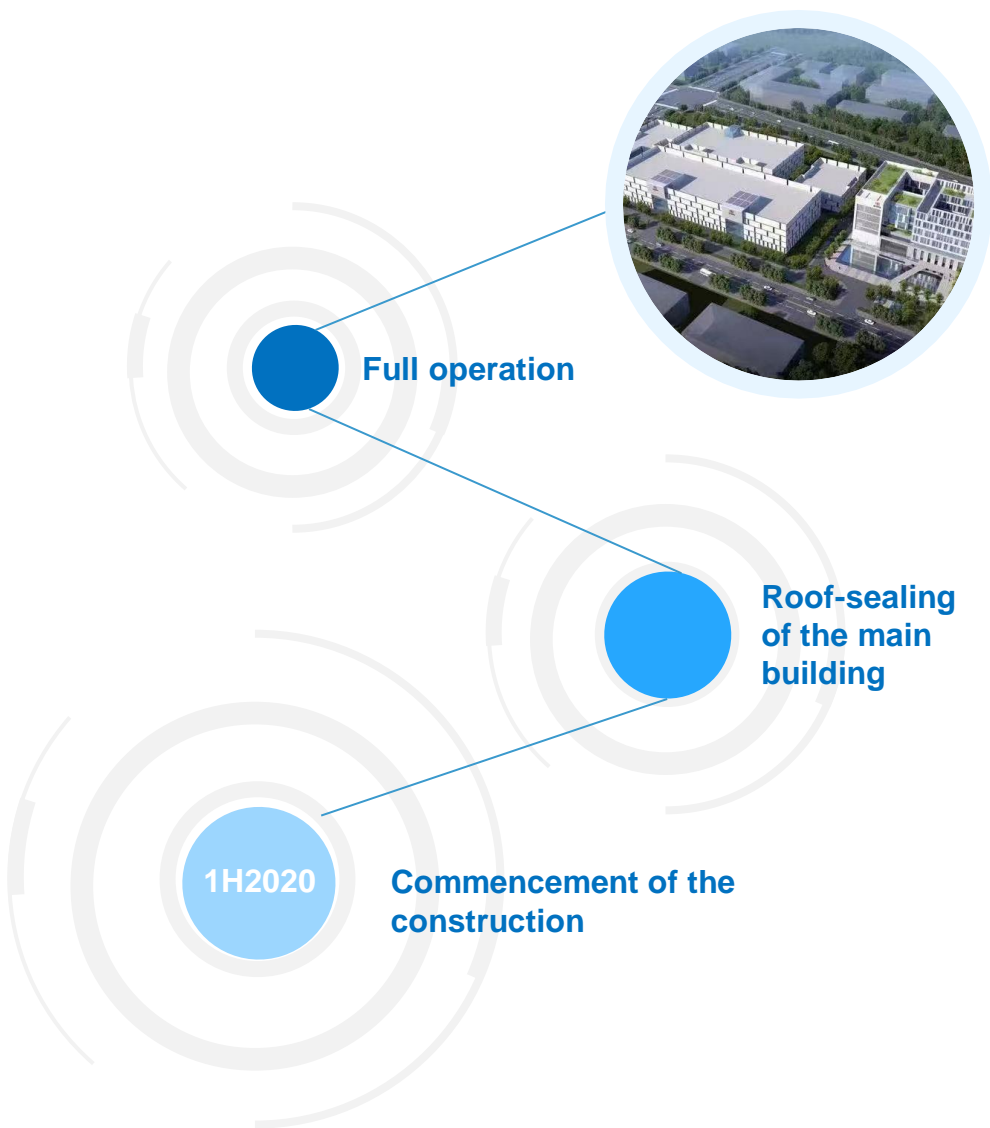 Full operation
Roof-sealing
of the main
building
1H2020
Commencement of the
construction